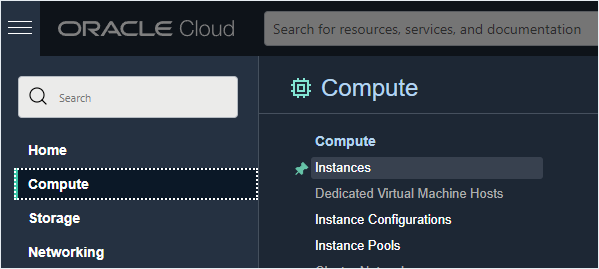 ORACLE Cloud
Search for resources, services, and documentation
Search
Home
Compute
Storage
Networking
Compute
Compute
Instances
Dedicated Virtual Machine Hosts
Instance Configurations
Instance Pools